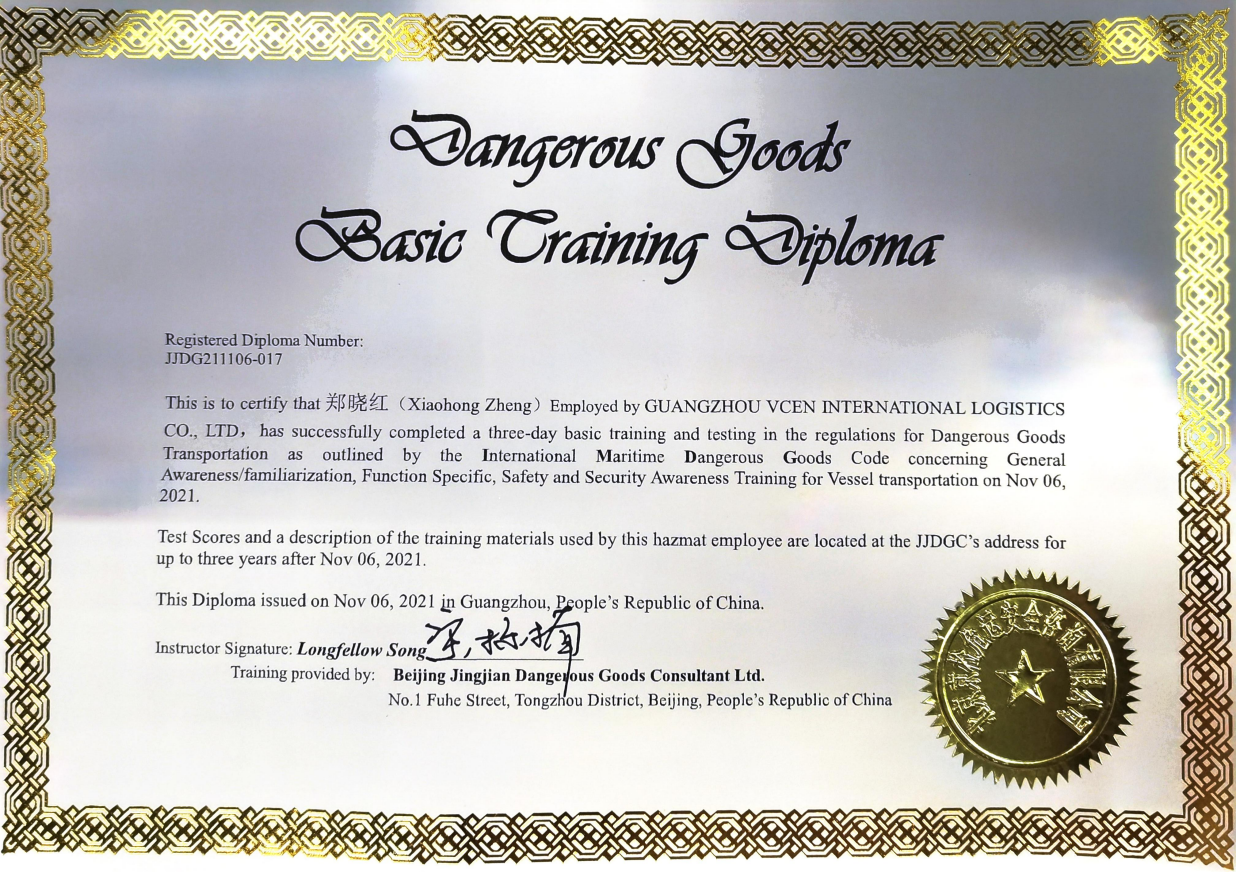 Dangerous Goods
Basic Training Diploma
Registered Diploma Number:
JJDG211106-017
This is to certify that 郑晓红（Xiaohong Zheng）Employed by GUANGZHOU VCEN INTERNATIONAL LOGISTICS
CO., LTD，has successfully completed a three-day basic training and testing in the regulations for Dangerous Goods
Transportation as outlined by the International Maritime Dangerous Goods Code concerning General
Awareness/familiarization, Function Specific, Safety and Security Awareness Training for Vessel transportation on Nov 06,
2021.
Test Scores and a description of the training materials used by this hazmat employee are located at the JJDGC's address for
up to three years after Nov 06, 2021.
This Diploma issued on Nov 06, 2021 in Guangzhou, People's Republic of China.
Instructor Signature: Longfellow Song
Training provided by: Beijing Jingjian Dangerous Goods Consultant Ltd.
No.1 Fuhe Street, Tongzhou District, Beijing, People's Republic of China